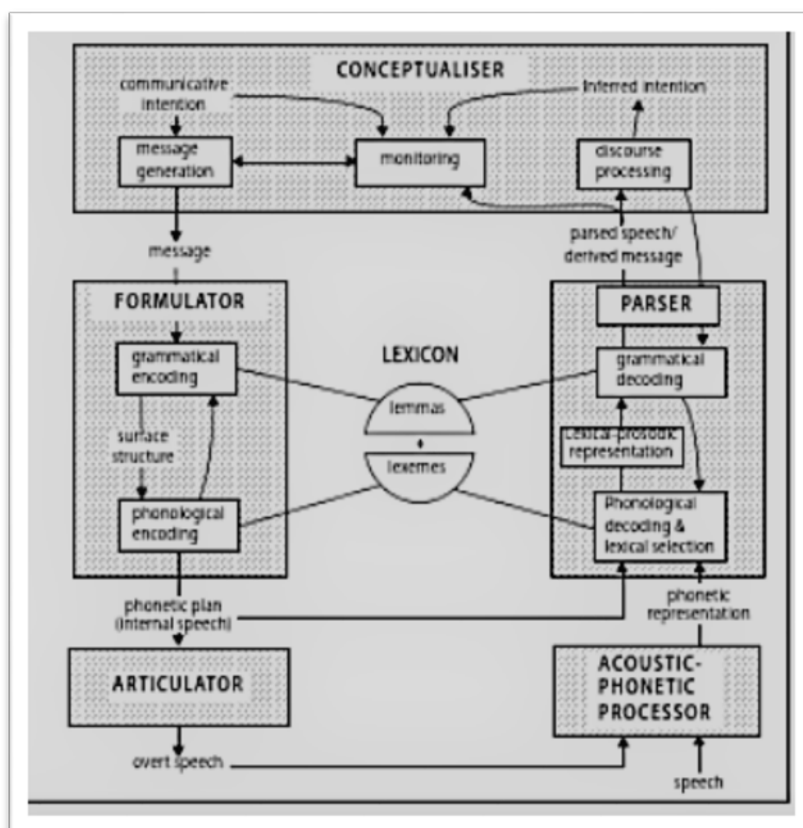 CONCEPTUALISER
communicative
intention
Inferred intention
message
generation
monitoring
discourse
processing
message
parsed speech/
derived message
FORMULATOR
PARSER
grammatical
encoding
LEXICON
grammatical
decoding
lemmas
surface
structure
Lexical-prosodic
representation
lexemes
phonological
encoding
Phonological
decoding &
lexical selection
phonetic plan
(internal speech)
phonetic
representation
ARTICULATOR
ACOUSTIC-
PHONETIC
PROCESSOR
overt speech
speech